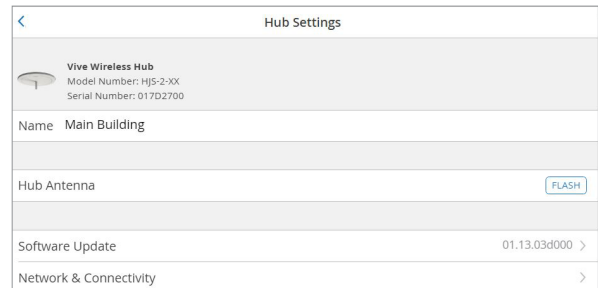 Hub Settings
Vive Wireless Hub
Model Number: HJS-2-XX
Serial Number: 017D2700
Name Main Building
Hub Antenna FLASH
Software Update 01.13.03d000
Network & Connectivity